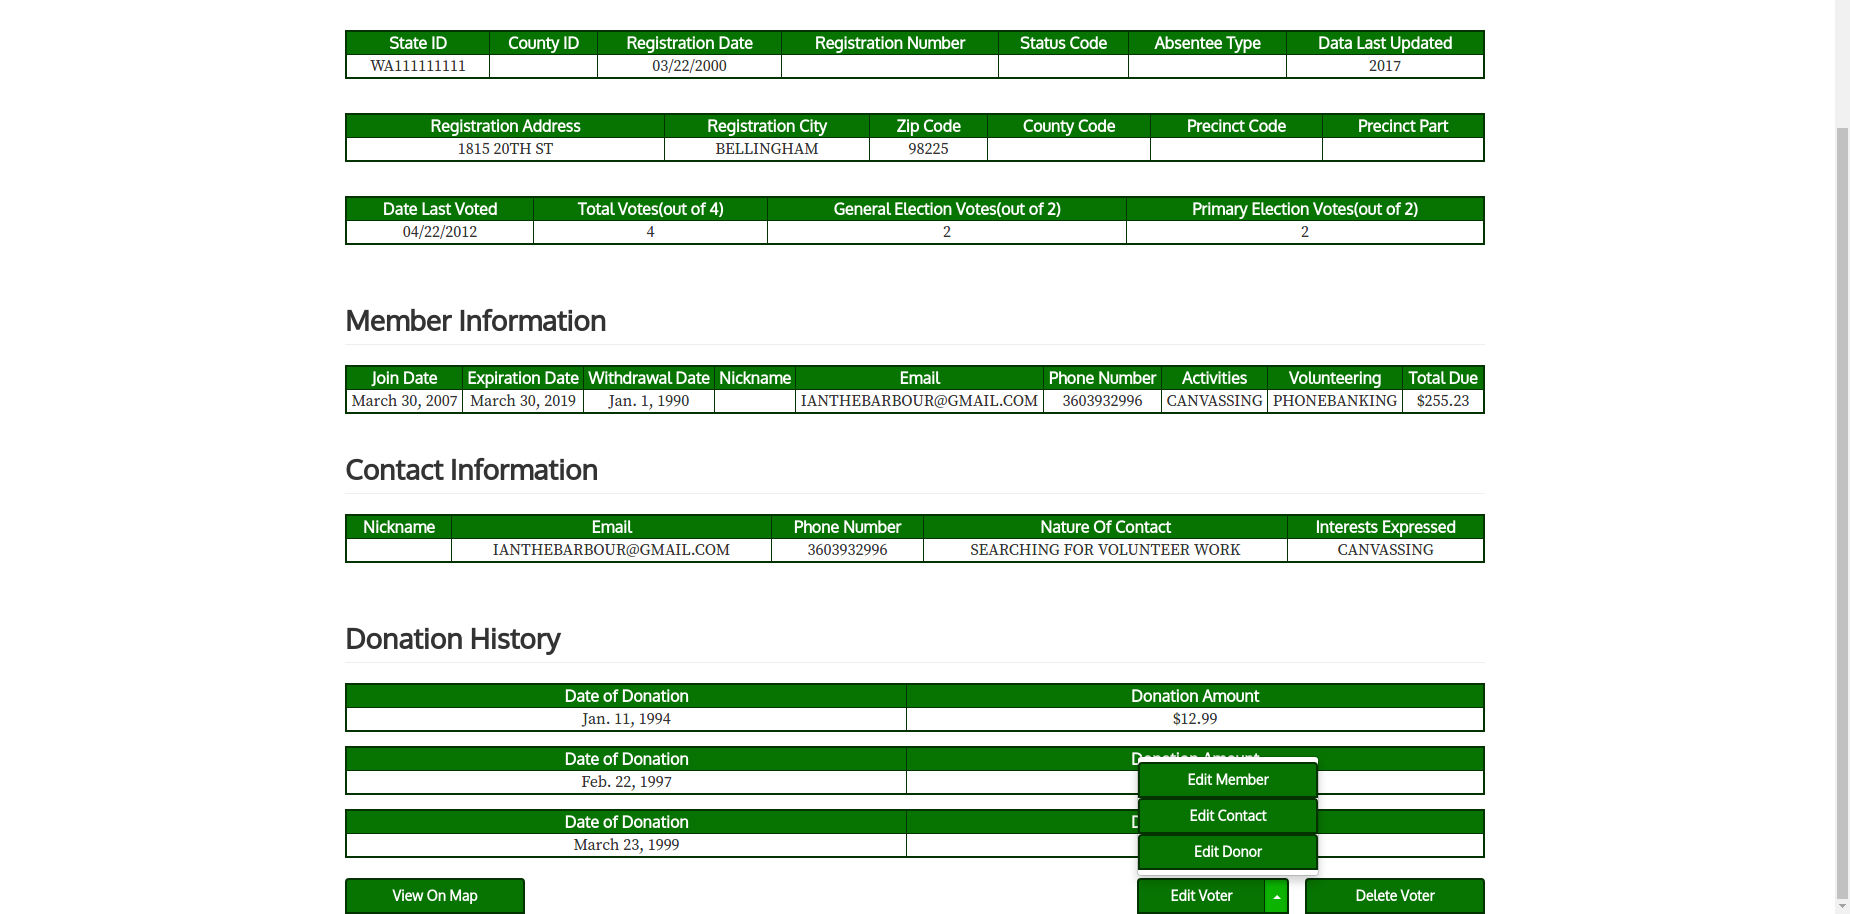 State ID County ID Registration Date Registration Number Status Code Absentee Type Data Last Updated
WA111111111 03/22/2000 2017
Registration Address Registration City Zip Code County Code Precinct Code Precinct Part
1815 20TH ST BELLINGHAM 98225
Date Last Voted Total Votes(out of 4) General Election Votes(out of 2) Primary Election Votes(out of 2)
04/22/2012 4 2 2
Member Information
Join Date Expiration Date Withdrawal Date Nickname Email Phone Number Activities Volunteering Total Due
March 30, 2007 March 30, 2019 Jan. 1, 1990 IANTHEBARBOUR@GMAIL.COM 3603932996 CANVASSING PHONEBANKING $255.23
Contact Information
Nickname Email Phone Number Nature Of Contact Interests Expressed
IANTHEBARBOUR@GMAIL.COM 3603932996 SEARCHING FOR VOLUNTEER WORK CANVASSING
Donation History
Date of Donation Donation Amount
Jan. 11, 1994 $12.99
Date of Donation Donation Amount
Feb. 22, 1997
Edit Member
Edit Contact
Date of Donation
March 23, 1999
Edit Donor
View On Map Edit Voter Delete Voter